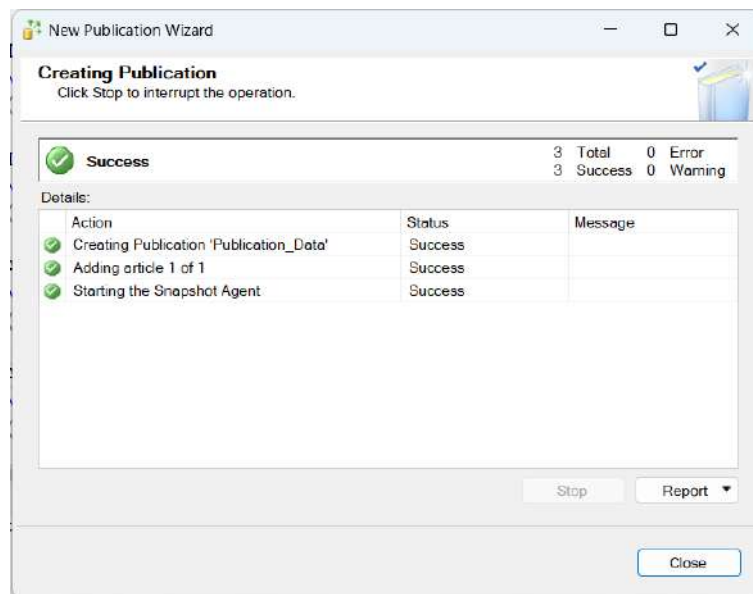 New Publication Wizard
Creating Publication
Click Stop to interrupt the operation.
Success
3 Total 0 Error
3 Success 0 Warning
Details:
Action Status Message
Creating Publication 'Publication_Data' Success
Adding article 1 of 1 Success
Starting the Snapshot Agent Success
Stop Report
Close